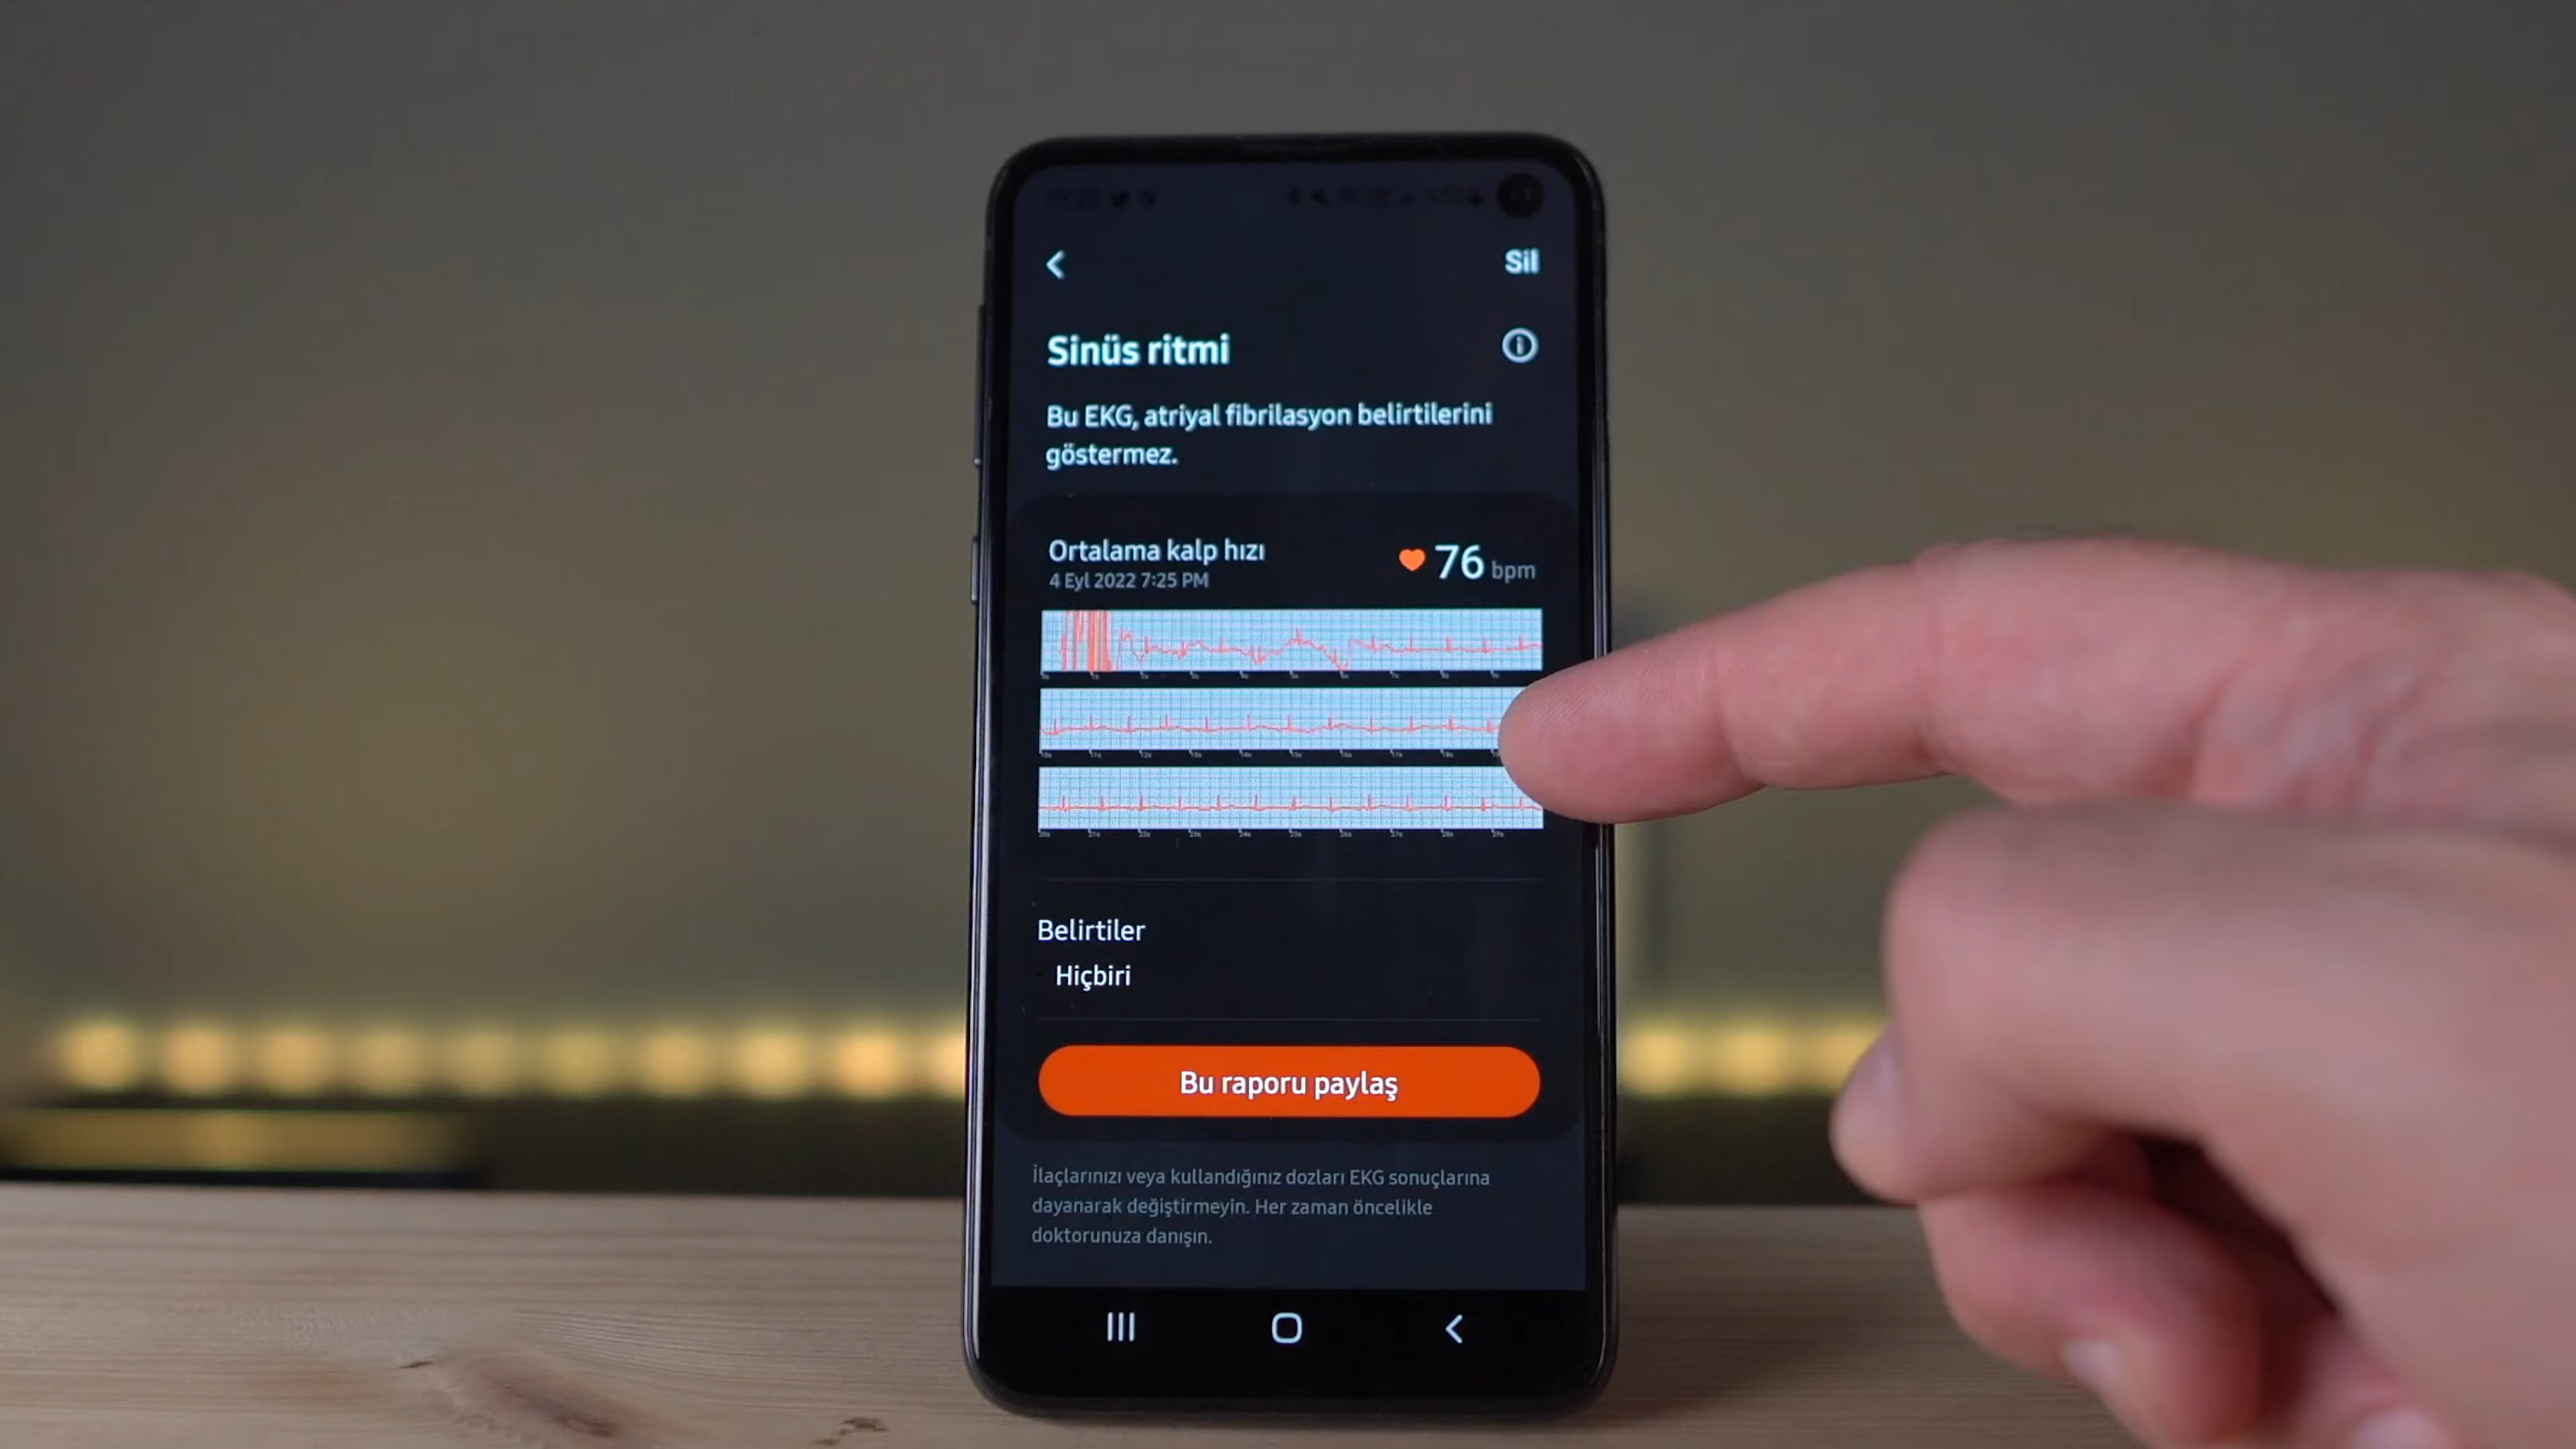 Sil
Sinüs ritmi
Bu EKG, atriyal fibrilasyon belirtilerini
göstermez.
Ortalama kalp hızı
76 bpm
4 Eyl 2022 7:25 PM
Belirtiler
Hiçbiri
Bu raporu paylaş
İlaçlarınızı veya kullandığınız dozları EKG sonuçlarına
dayanarak değiştirmeyin. Her zaman öncelikle
doktorunuza danışın.